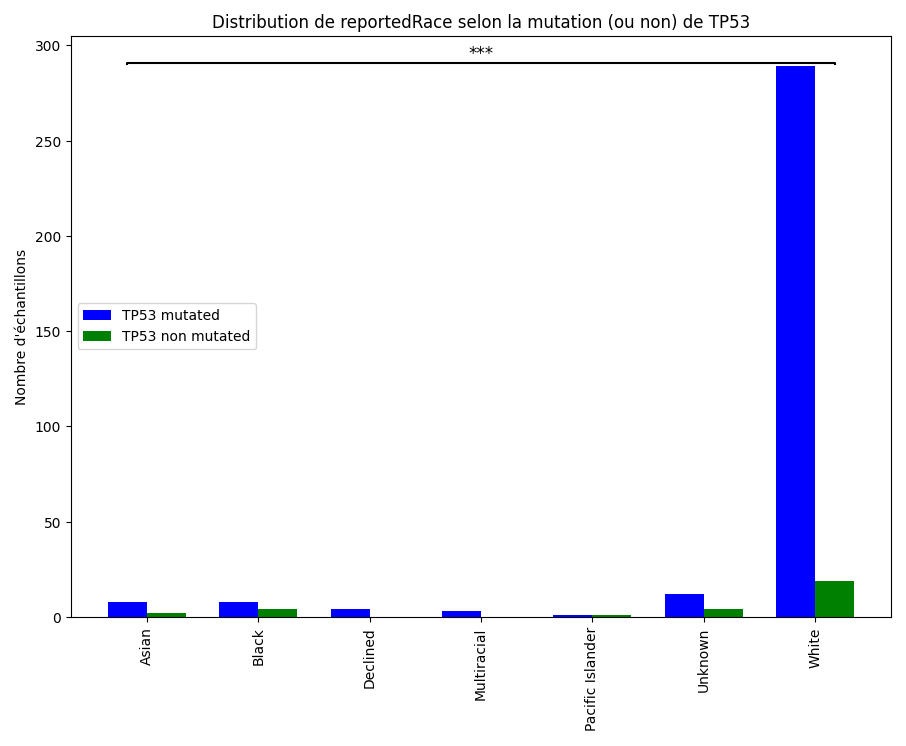 Distribution de reportedRace selon la mutation (ou non) de TP53
***
300
250
200
150
100
50
0
Nombre d'échantillons
TP53 mutated
TP53 non mutated
Asian
Black
Declined
Multiracial
Pacific Islander
Unknown
White